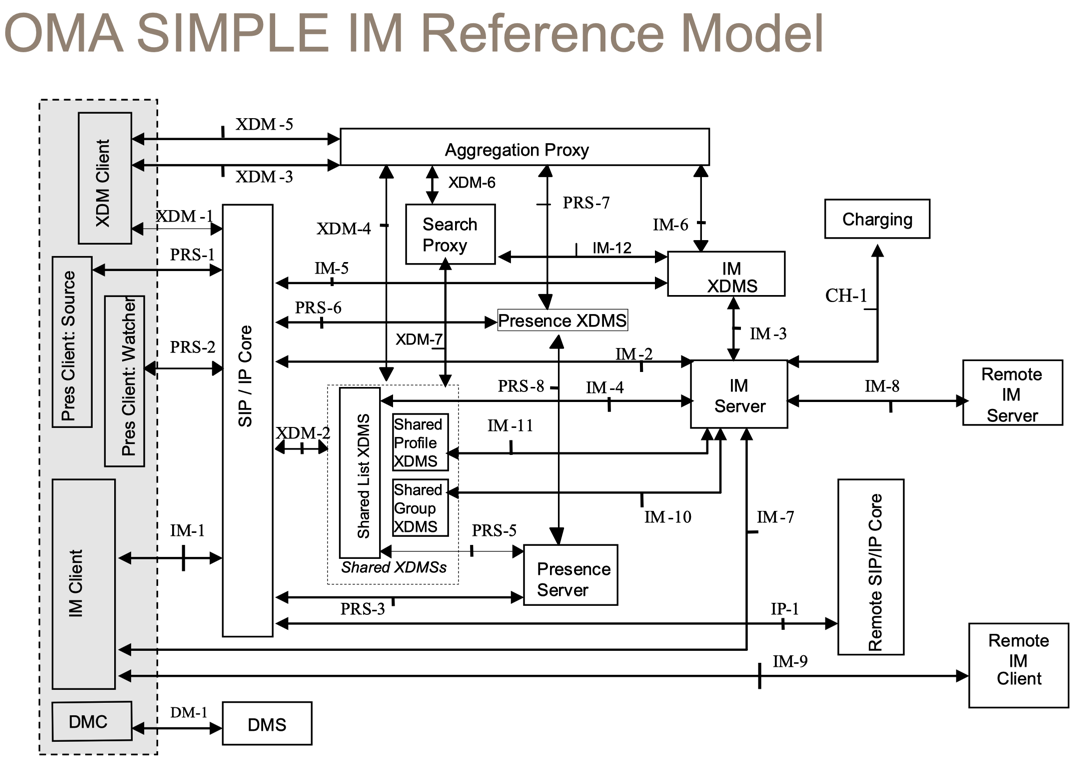 OMA SIMPLE IM Reference Model
XDM -5
Aggregation Proxy
XDM Client
XDM -3
XDM-6
PRS-7
XDM -1
XDM-4
Search
Proxy
IM-6
Charging
PRS-1
IM-12
IM-5
IM
XDMS
Pres Client: Source
Pres Client: Watcher
CH-1
PRS-6
Presence XDMS
IM -3
SIP / IP Core
XDM-7
PRS-2
IM -2
PRS-8
IM -4
IM
Server
IM-8
Remote
IM
Server
XDM-2
Shared List XDMS
Shared
Profile
XDMS
IM -11
Shared
Group
XDMS
IM-10
IM -7
IM-1
PRS-5
Shared XDMSs
Presence
Server
Remote SIP/IP Core
IM Client
PRS-3
IP-1
Remote
IM
Client
IM-9
DMC
DM-1
DMS